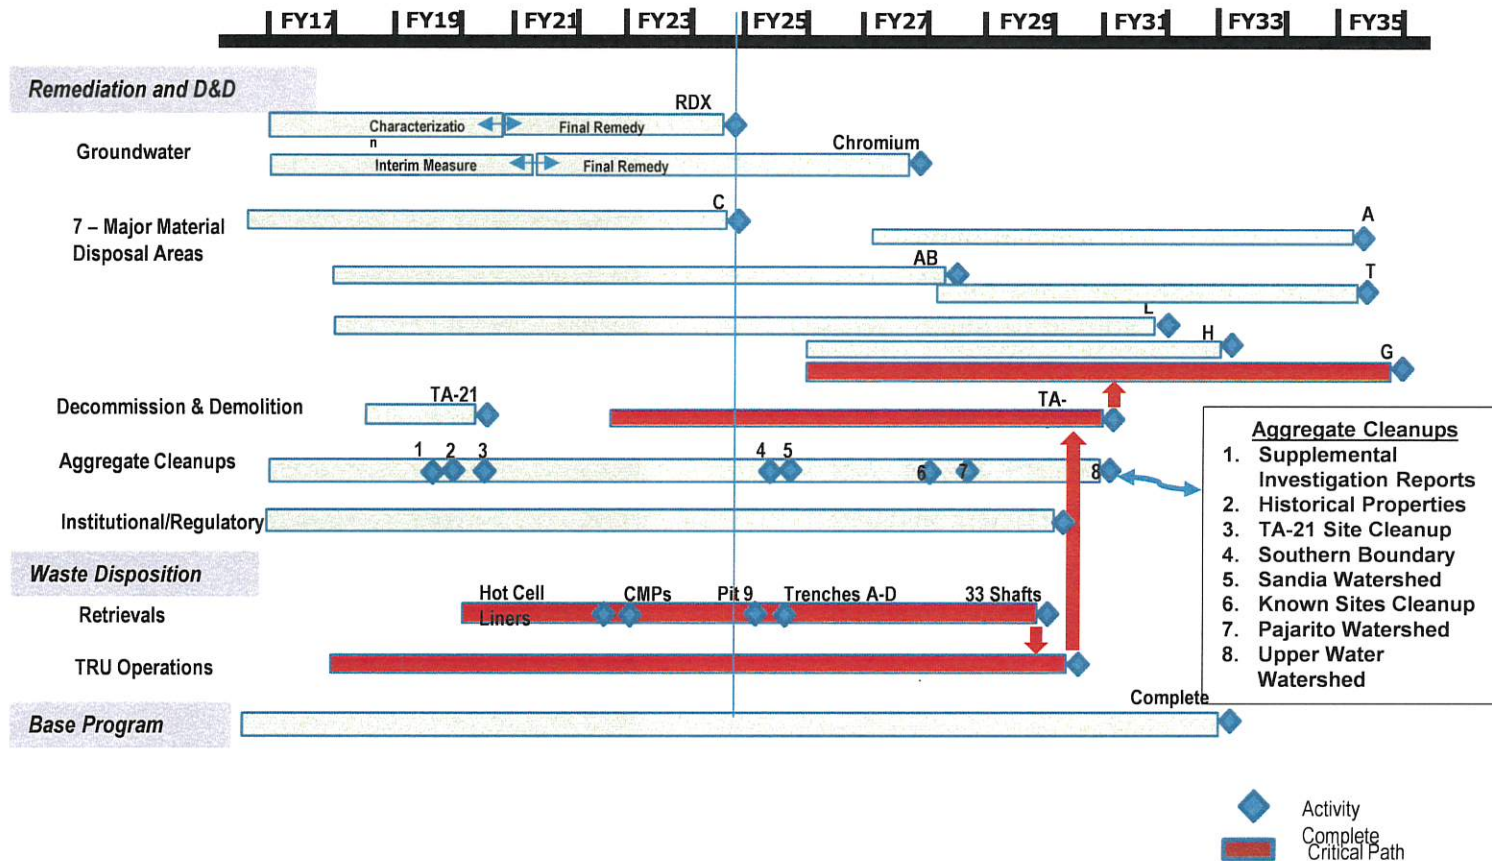 FY17 FY19 FY21 FY23 FY25 FY27 FY29 FY31 FY33 FY35
Remediation and D&D
RDX
Characterizatio
n
Final Remedy
Groundwater
Chromium
Interim Measure
Final Remedy
C
7 – Major Material
Disposal Areas
A
AB
T
L
H
G
Decommission & Demolition
TA-21
TA-
Aggregate Cleanups
1 2 3 4 5 6 7 8
Institutional/Regulatory
Waste Disposition
Retrievals
Hot Cell
Liners
CMPs
Pit 9
Trenches A-D
33 Shafts
TRU Operations
Base Program
Complete
Aggregate Cleanups
1. Supplemental
Investigation Reports
2. Historical Properties
3. TA-21 Site Cleanup
4. Southern Boundary
5. Sandia Watershed
6. Known Sites Cleanup
7. Pajarito Watershed
8. Upper Water
Watershed
Activity
Complete
Critical Path